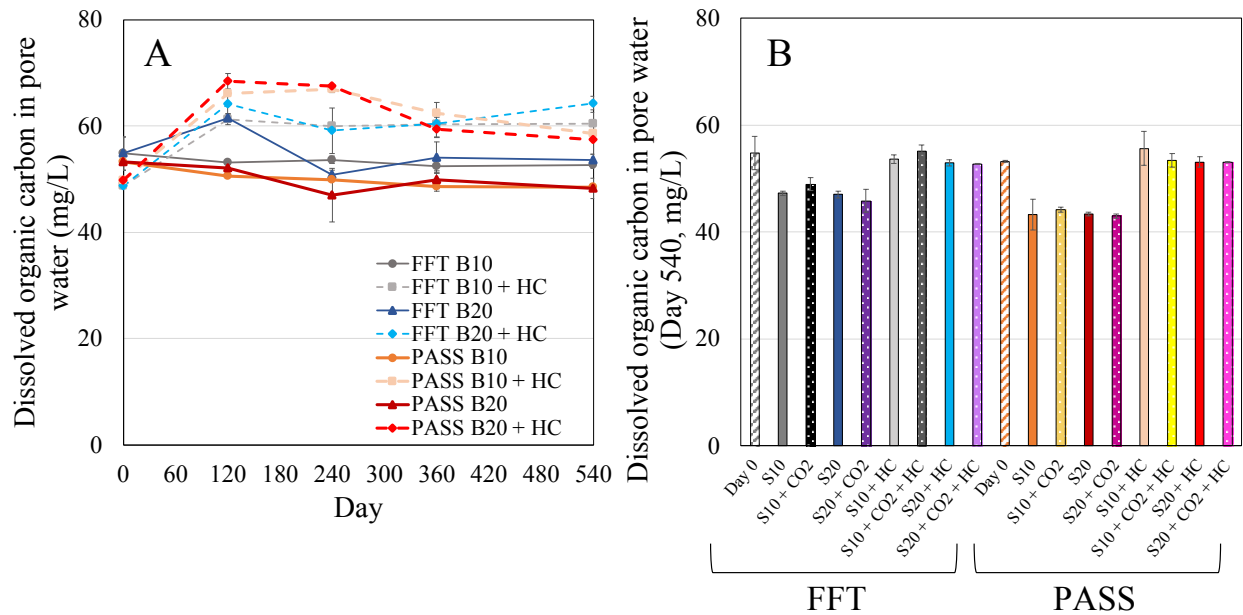 A
Dissolved organic carbon in pore
water (mg/L)
80
60
40
20
0
FFT B10
FFT B10 + HC
FFT B20
FFT B20 + HC
PASS B10
PASS B10 + HC
PASS B20
PASS B20 + HC
0 60 120 180 240 300 360 420 480 540
Day
B
Dissolved organic carbon in pore water
(Day 540, mg/L)
80
60
40
20
0
Day 0
S10
S10 + CO2
S20
S20 + CO2
S10 + HC
S10 + CO2 + HC
S20 + HC
S20 + CO2 + HC
Day 0
S10
S10 + CO2
S20
S20 + CO2
S10 + HC
S10 + CO2 + HC
S20 + HC
S20 + CO2 + HC
FFT
PASS